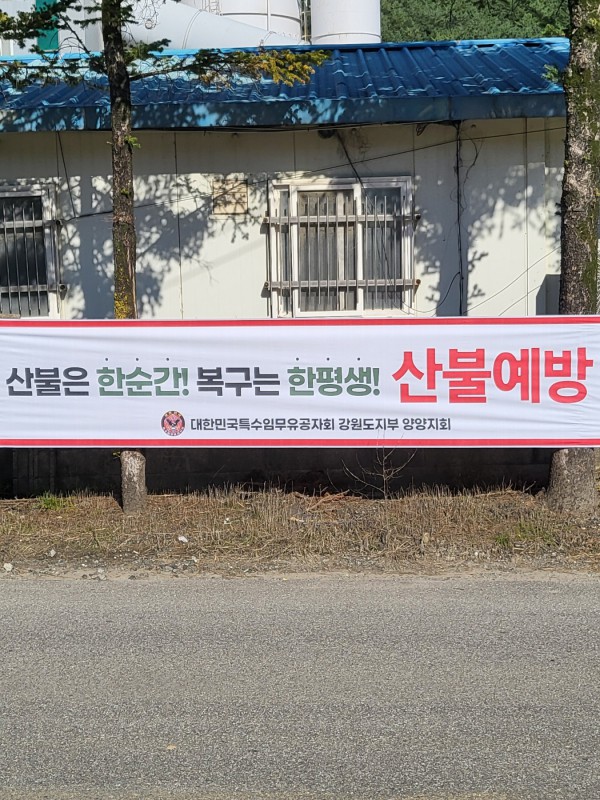 산불은 한순간! 복구는 한평생! 산불예방
대한민국특수임무유공자회 강원도지부 양양지회